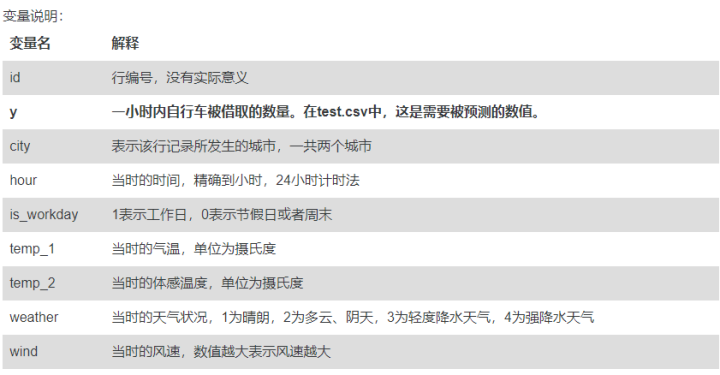 变量说明：
变量名 解释
id 行编号，没有实际意义
y 一小时内自行车被借取的数量。在test.csv中，这是需要被预测的数值。
city 表示该行记录所发生的城市，一共两个城市
hour 当时的时间，精确到小时，24小时计时法
is_workday 1表示工作日，0表示节假日或者周末
temp_1 当时的气温，单位为摄氏度
temp_2 当时的体感温度，单位为摄氏度
weather 当时的天气状况，1为晴朗，2为多云、阴天，3为轻度降水天气，4为强降水天气
wind 当时的风速，数值越大表示风速越大